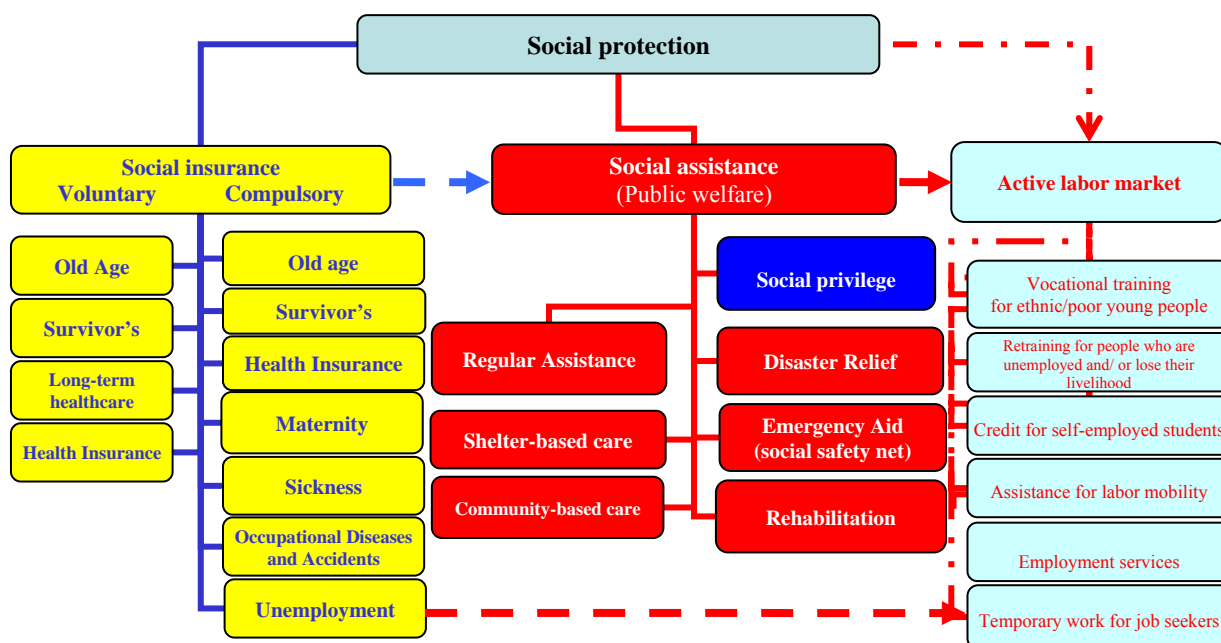 Social protection
Social insurance
Voluntary Compulsory
Old Age
Survivor's
Long-term
healthcare
Health Insurance
Old age
Survivor's
Health Insurance
Maternity
Sickness
Occupational Diseases
and Accidents
Unemployment
Social assistance
(Public welfare)
Social privilege
Regular Assistance
Disaster Relief
Shelter-based care
Emergency Aid
(social safety net)
Community-based care
Rehabilitation
Active labor market
Vocational training
for ethnic/poor young people
Retraining for people who are
unemployed and/ or lose their
livelihood
Credit for self-employed students
Assistance for labor mobility
Employment services
Temporary work for job seekers